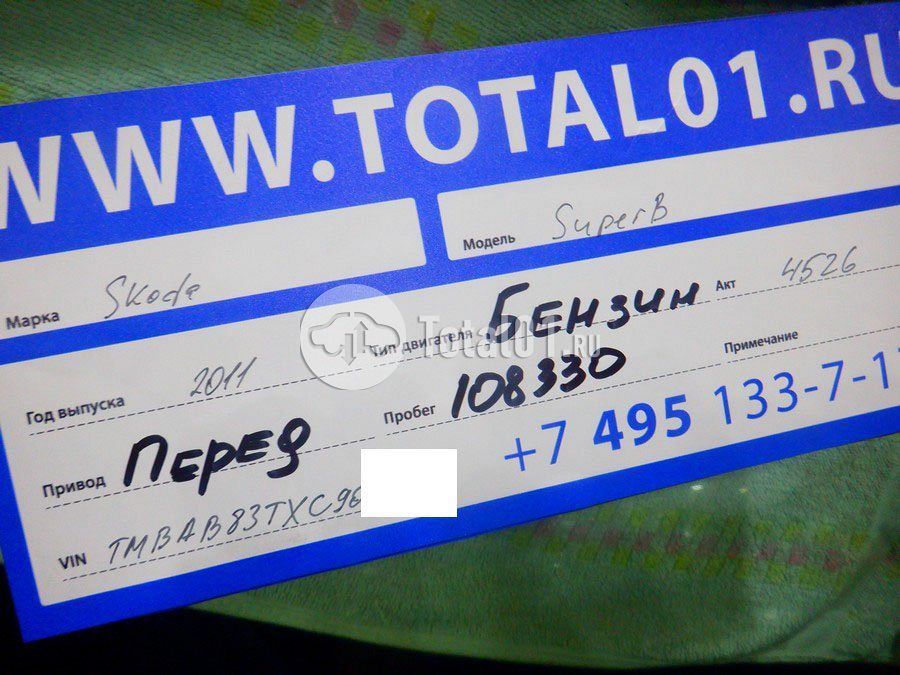 WWW.TOTAL01.RU
Марка Skoda
Модель SuperB
Год выпуска 2011
Тип двигателя Бензин
Акт 4526
Total01.RU
Привод Перед
Пробег 108330
Примечание
+7 495 133-7-1
VIN TMBAB83TXC96